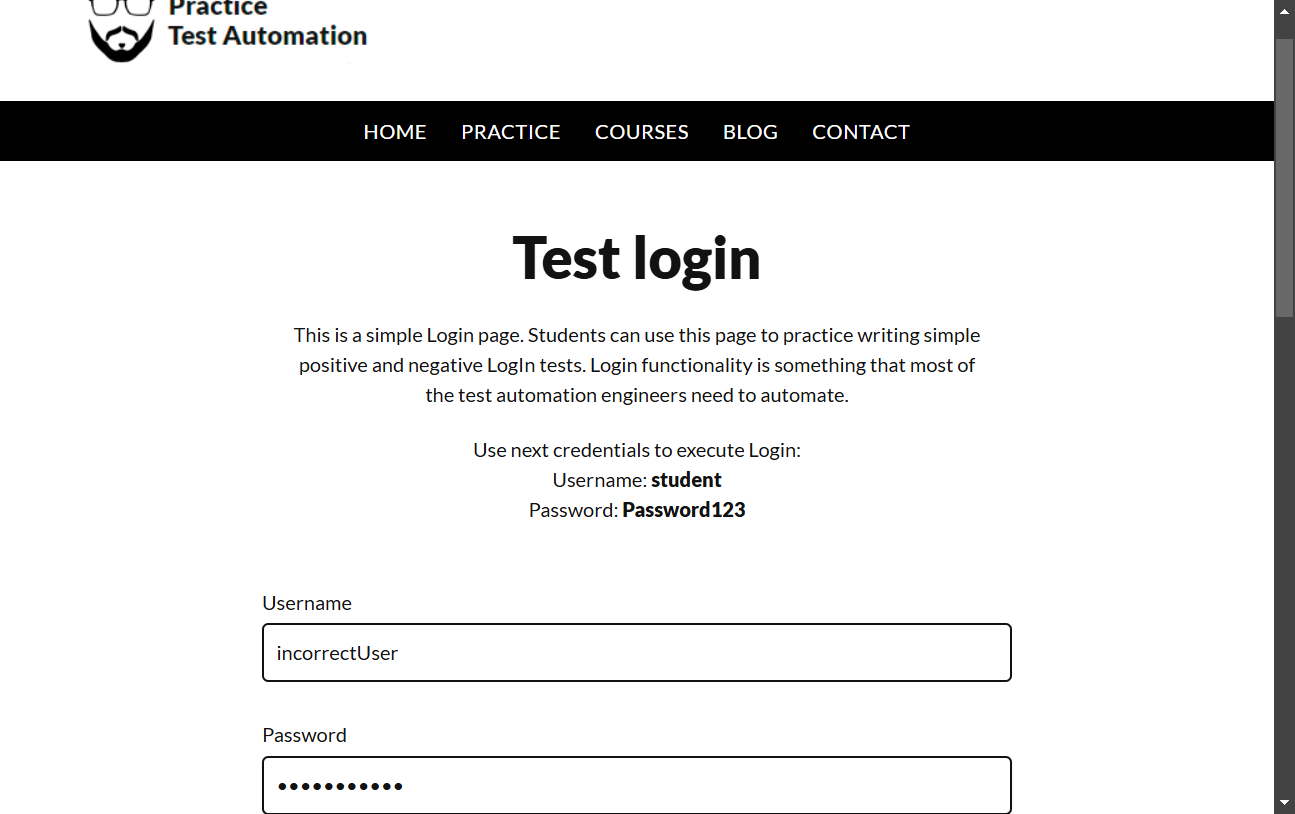 Practice
Test Automation
HOME PRACTICE COURSES BLOG CONTACT
Test login
This is a simple Login page. Students can use this page to practice writing simple
positive and negative LogIn tests. Login functionality is something that most of
the test automation engineers need to automate.
Use next credentials to execute Login:
Username: student
Password: Password123
Username
incorrectUser
Password
•••••••••••